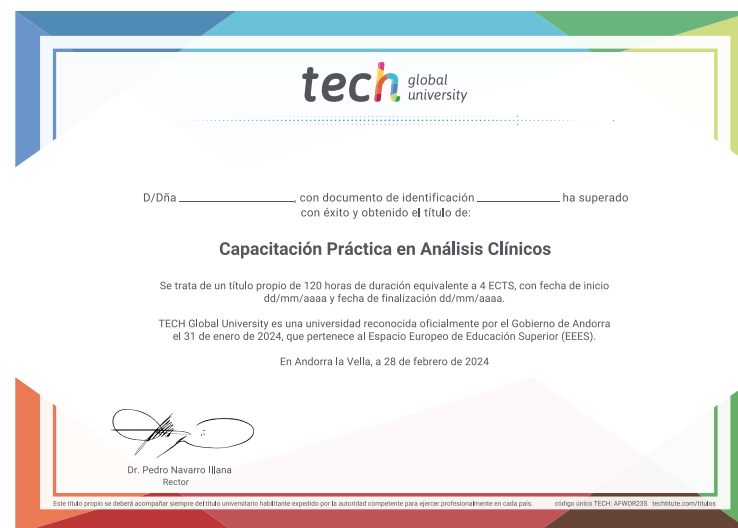 tech global university
D/Dña ________________, con documento de identificación ____________ ha superado
con éxito y obtenido el título de:
Capacitación Práctica en Análisis Clínicos
Se trata de un título propio de 120 horas de duración equivalente a 4 ECTS, con fecha de inicio
dd/mm/aaaa y fecha de finalización dd/mm/aaaa.
TECH Global University es una universidad reconocida oficialmente por el Gobierno de Andorra
el 31 de enero de 2024, que pertenece al Espacio Europeo de Educación Superior (EEES).
En Andorra la Vella, a 28 de febrero de 2024
Dr. Pedro Navarro Illana
Rector
Este título propio se deberá acompañar siempre del título universitario habilitante expedido por la autoridad competente para ejercer profesionalmente en cada país. código único TECH: AFWOR23S techtitute.com/titulos